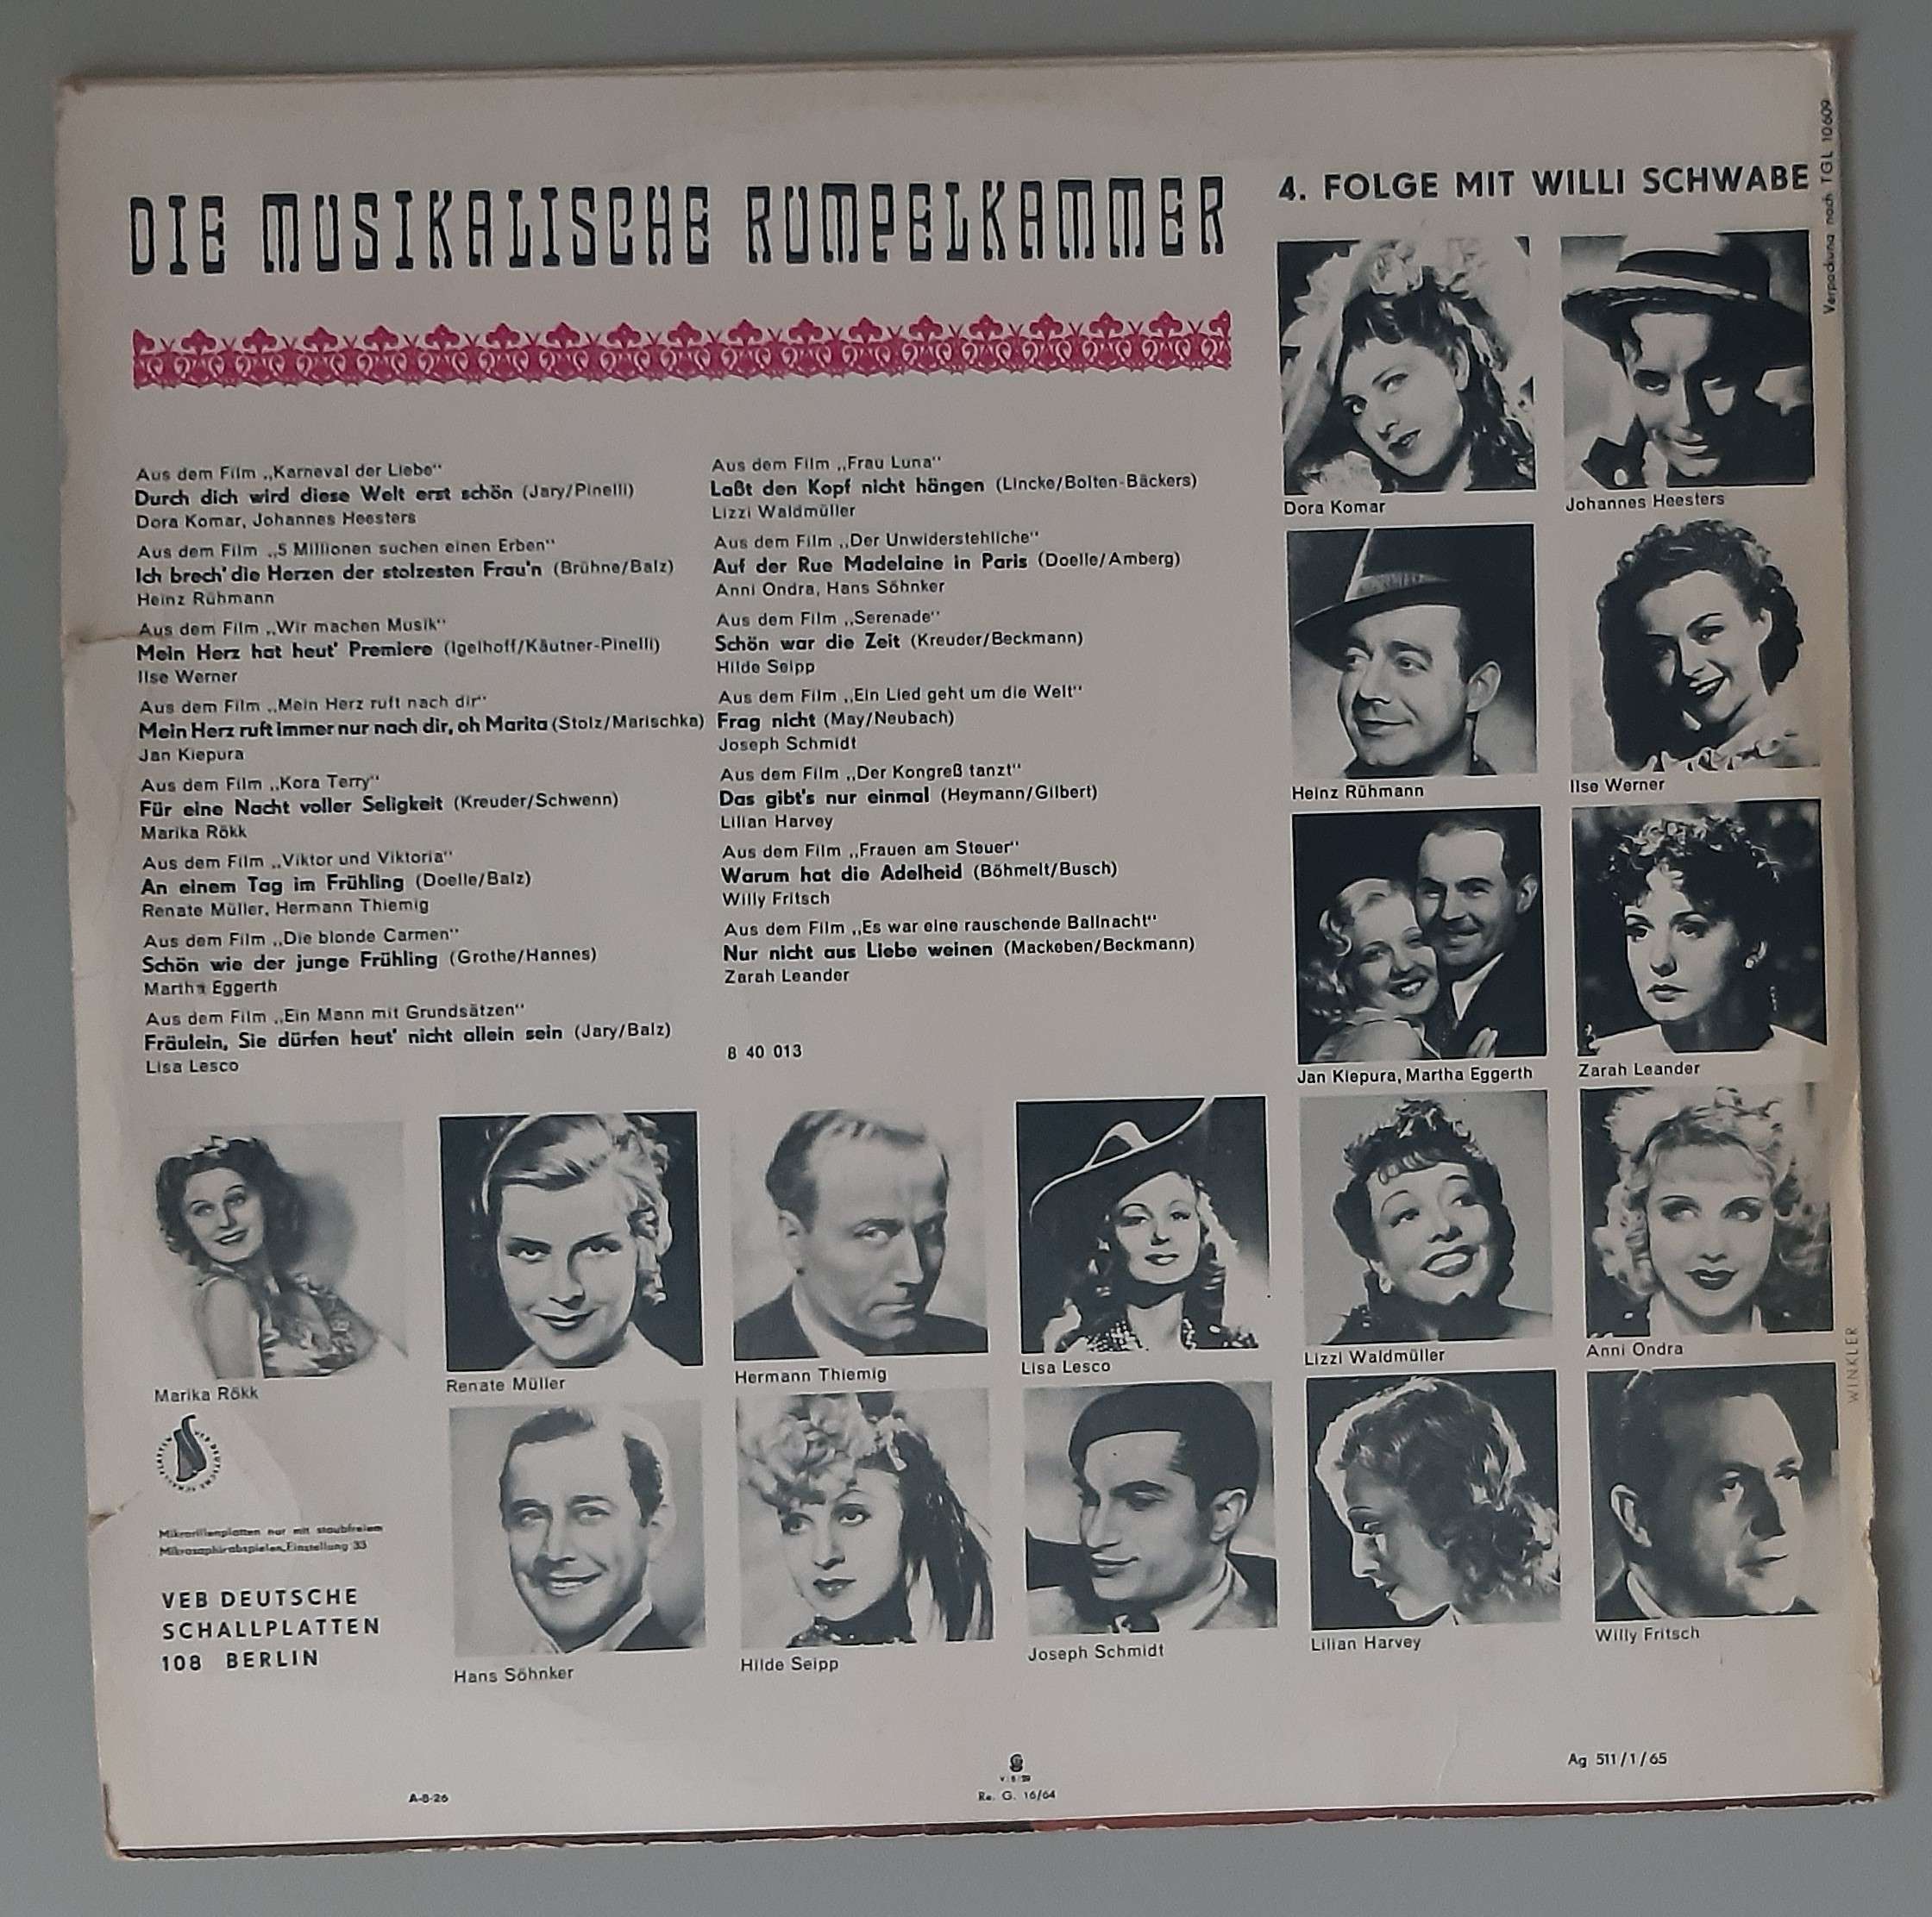 DIE MUSIKALISCHE RUMPELKAMMER
4. FOLGE MIT WILLI SCHWABE
Verpackung nach TGL 10609
Aus dem Film „Karneval der Liebe“
Durch dich wird diese Welt erst schön (Jary/Pinelli)
Dora Komar, Johannes Heesters
Aus dem Film „5 Millionen suchen einen Erben“
Ich brech' die Herzen der stolzesten Frau'n (Brühne/Balz)
Heinz Rühmann
Aus dem Film „Wir machen Musik“
Mein Herz hat heut' Premiere (Igelhoff/Käutner-Pinelli)
Ilse Werner
Aus dem Film „Mein Herz ruft nach dir“
Mein Herz ruft immer nur nach dir, oh Marita (Stolz/Marischka)
Jan Kiepura
Aus dem Film „Kora Terry“
Für eine Nacht voller Seligkeit (Kreuder/Schwenn)
Marika Rökk
Aus dem Film „Viktor und Viktoria“
An einem Tag im Frühling (Doelle/Balz)
Renate Müller, Hermann Thiemig
Aus dem Film „Die blonde Carmen“
Schön wie der junge Frühling (Grothe/Hannes)
Martha Eggerth
Aus dem Film „Ein Mann mit Grundsätzen“
Fräulein, Sie dürfen heut' nicht allein sein (Jary/Balz)
Lisa Lesco
Aus dem Film „Frau Luna“
Laßt den Kopf nicht hängen (Lincke/Bolten-Bäckers)
Lizzi Waldmüller
Aus dem Film „Der Unwiderstehliche“
Auf der Rue Madelaine in Paris (Doelle/Amberg)
Anni Ondra, Hans Söhnker
Aus dem Film „Serenade“
Schön war die Zeit (Kreuder/Beckmann)
Hilde Seipp
Aus dem Film „Ein Lied geht um die Welt“
Frag nicht (May/Neubach)
Joseph Schmidt
Aus dem Film „Der Kongreß tanzt“
Das gibt's nur einmal (Heymann/Gilbert)
Lilian Harvey
Aus dem Film „Frauen am Steuer“
Warum hat die Adelheid (Böhmelt/Busch)
Willy Fritsch
Aus dem Film „Es war eine rauschende Ballnacht“
Nur nicht aus Liebe weinen (Mackeben/Beckmann)
Zarah Leander
8 40 013
Dora Komar
Johannes Heesters
Heinz Rühmann
Ilse Werner
Jan Kiepura, Martha Eggerth
Zarah Leander
Marika Rökk
Renate Müller
Hermann Thiemig
Lisa Lesco
Lizzi Waldmüller
Anni Ondra
WINKLER
VEB DEUTSCHE SCHALLPLATTEN
Mikrorillenplatten nur mit staubfreiem
Mikrosaphir abspielen, Einstellung 33
VEB DEUTSCHE
SCHALLPLATTEN
108 BERLIN
Hans Söhnker
Hilde Seipp
Joseph Schmidt
Lilian Harvey
Willy Fritsch
A-8-26
Re. G. 16/64
Ag 511/1/65